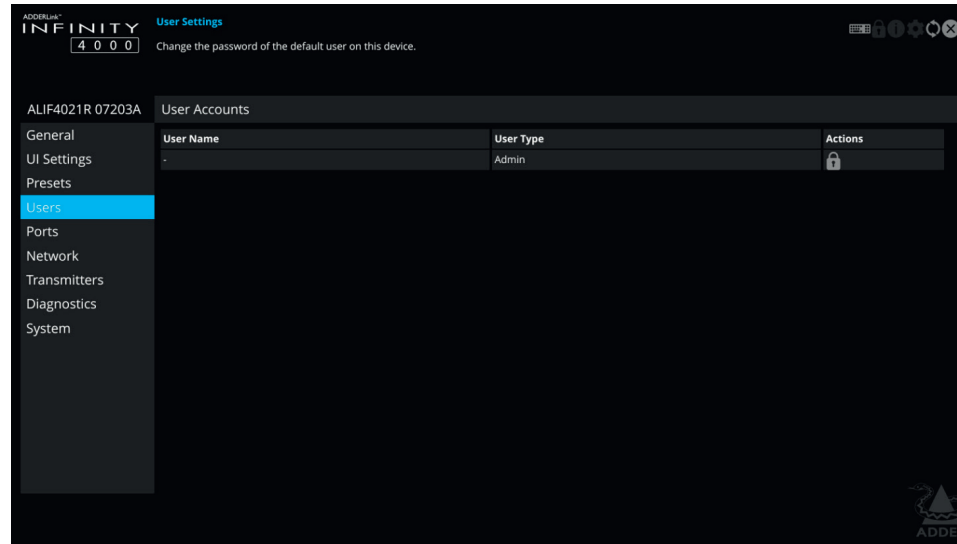 ADDERLink™
INFINITY
4000
User Settings
Change the password of the default user on this device.
ALIF4021R 07203A
User Accounts
General
UI Settings
Presets
Users
Ports
Network
Transmitters
Diagnostics
System
User Name User Type Actions
- Admin
ADDE